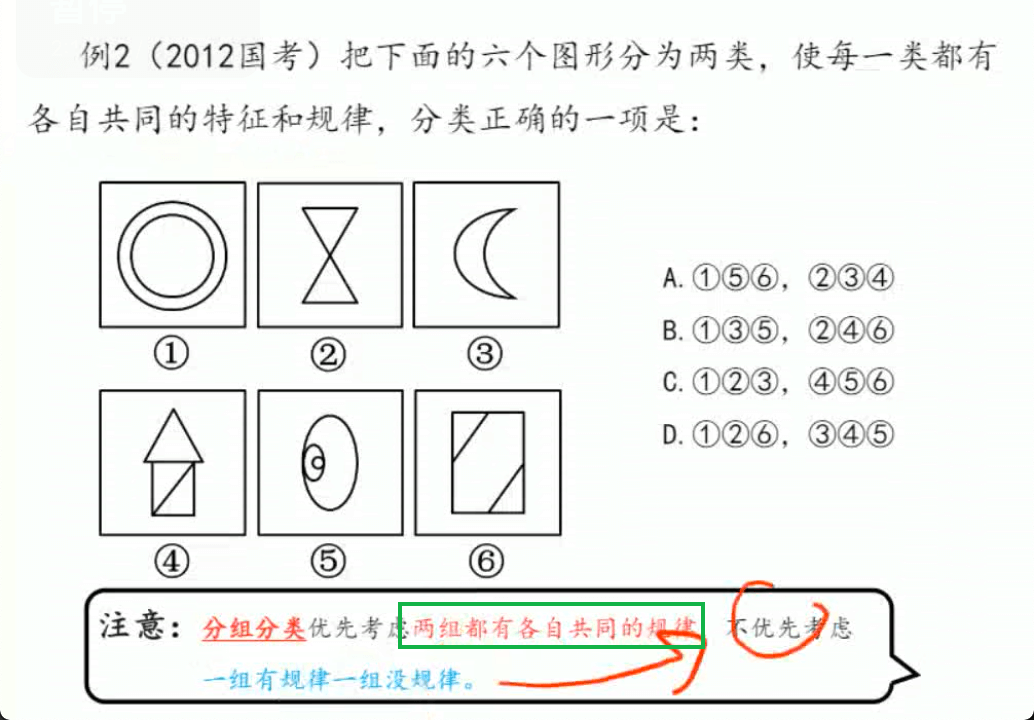 暂停
例2（2012国考）把下面的六个图形分为两类，使每一类都有
各自共同的特征和规律，分类正确的一项是：
① ② ③
A. ①⑤⑥，②③④
B. ①③⑤，②④⑥
C. ①②③，④⑤⑥
D. ①②⑥，③④⑤
④ ⑤ ⑥
注意：分组分类优先考虑两组都有各自共同的规律 不优先考虑
一组有规律一组没规律。